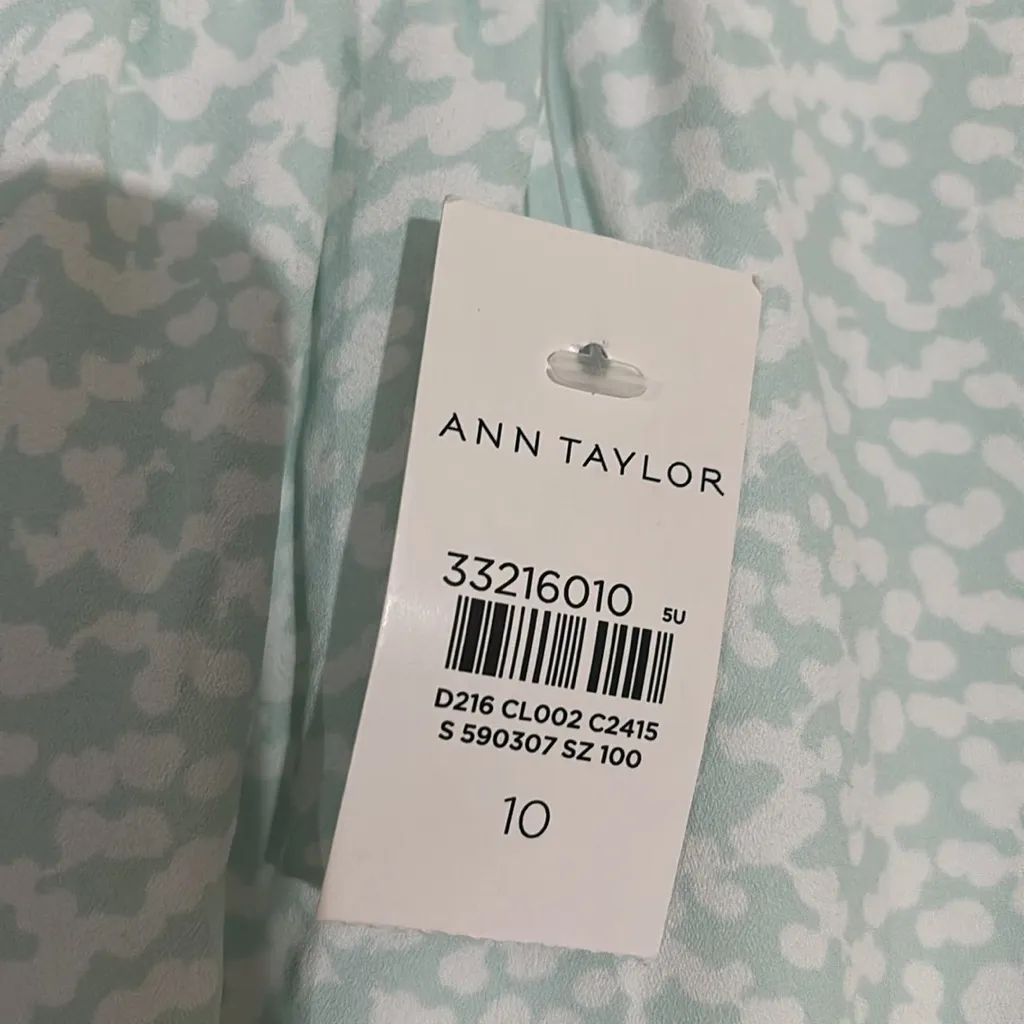 ANN TAYLOR
33216010 5U
D216 CL002 C2415
S 590307 SZ 100
10